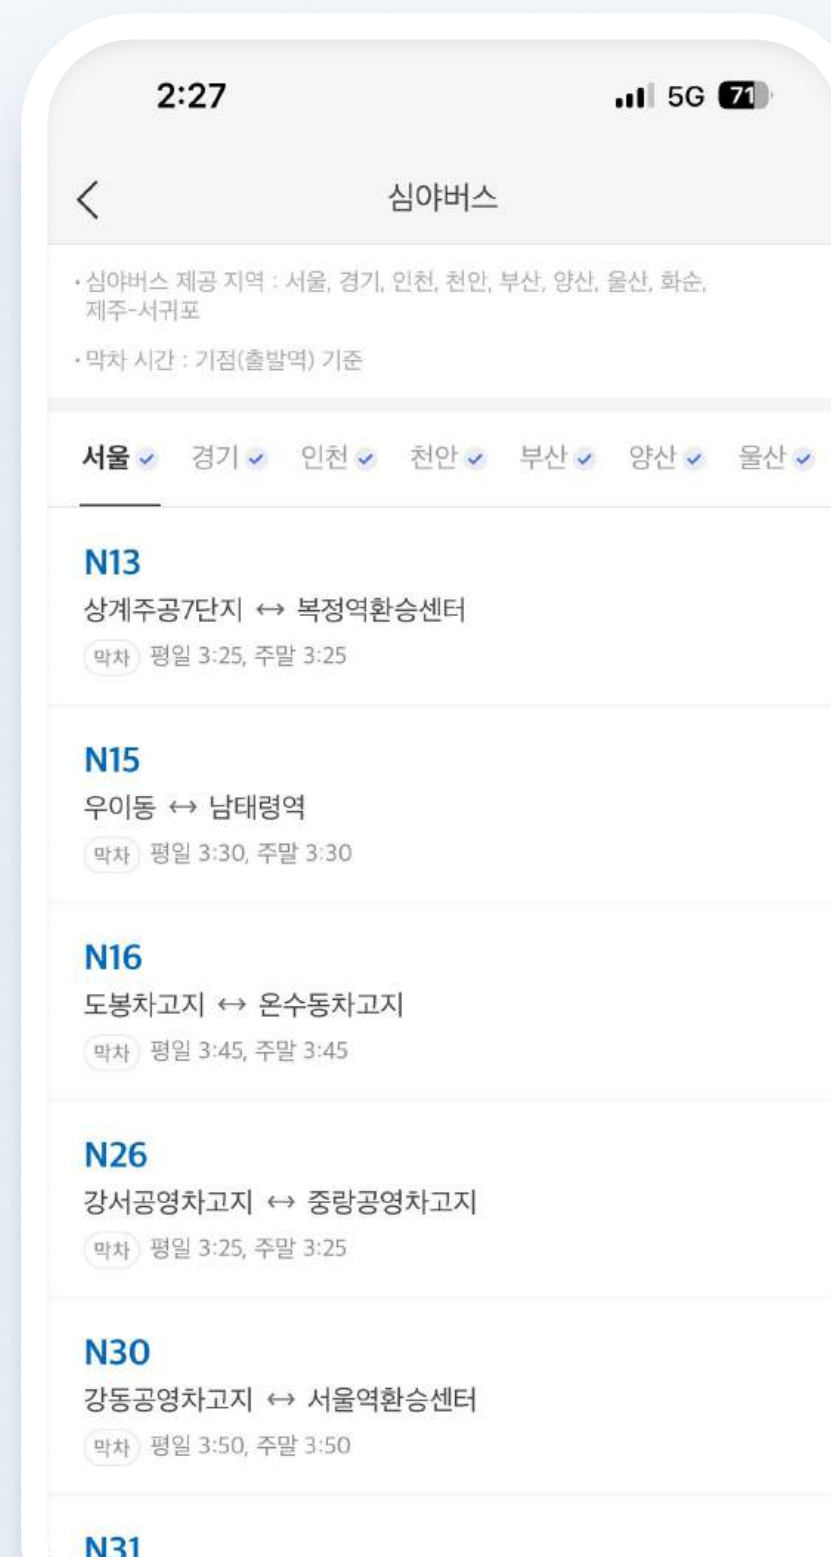 2:27
5G 71
심야버스
• 심야버스 제공 지역 : 서울, 경기, 인천, 천안, 부산, 양산, 울산, 화순,
제주-서귀포
• 막차 시간 : 기점(출발역) 기준
서울 경기 인천 천안 부산 양산 울산
N13
상계주공7단지 ↔ 복정역환승센터
막차 평일 3:25, 주말 3:25
N15
우이동 ↔ 남태령역
막차 평일 3:30, 주말 3:30
N16
도봉차고지 ↔ 온수동차고지
막차 평일 3:45, 주말 3:45
N26
강서공영차고지 ↔ 중랑공영차고지
막차 평일 3:25, 주말 3:25
N30
강동공영차고지 ↔ 서울역환승센터
막차 평일 3:50, 주말 3:50
N31